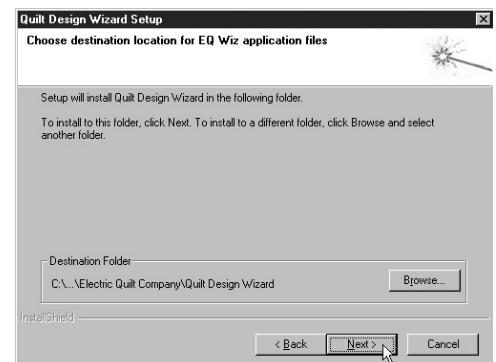 Quilt Design Wizard Setup
Choose destination location for EQ Wiz application files
Setup will install Quilt Design Wizard in the following folder.
To install to this folder, click Next. To install to a different folder, click Browse and select
another folder.
Destination Folder
C:\...\Electric Quilt Company\Quilt Design Wizard
Browse...
InstallShield
< Back
Next >
Cancel